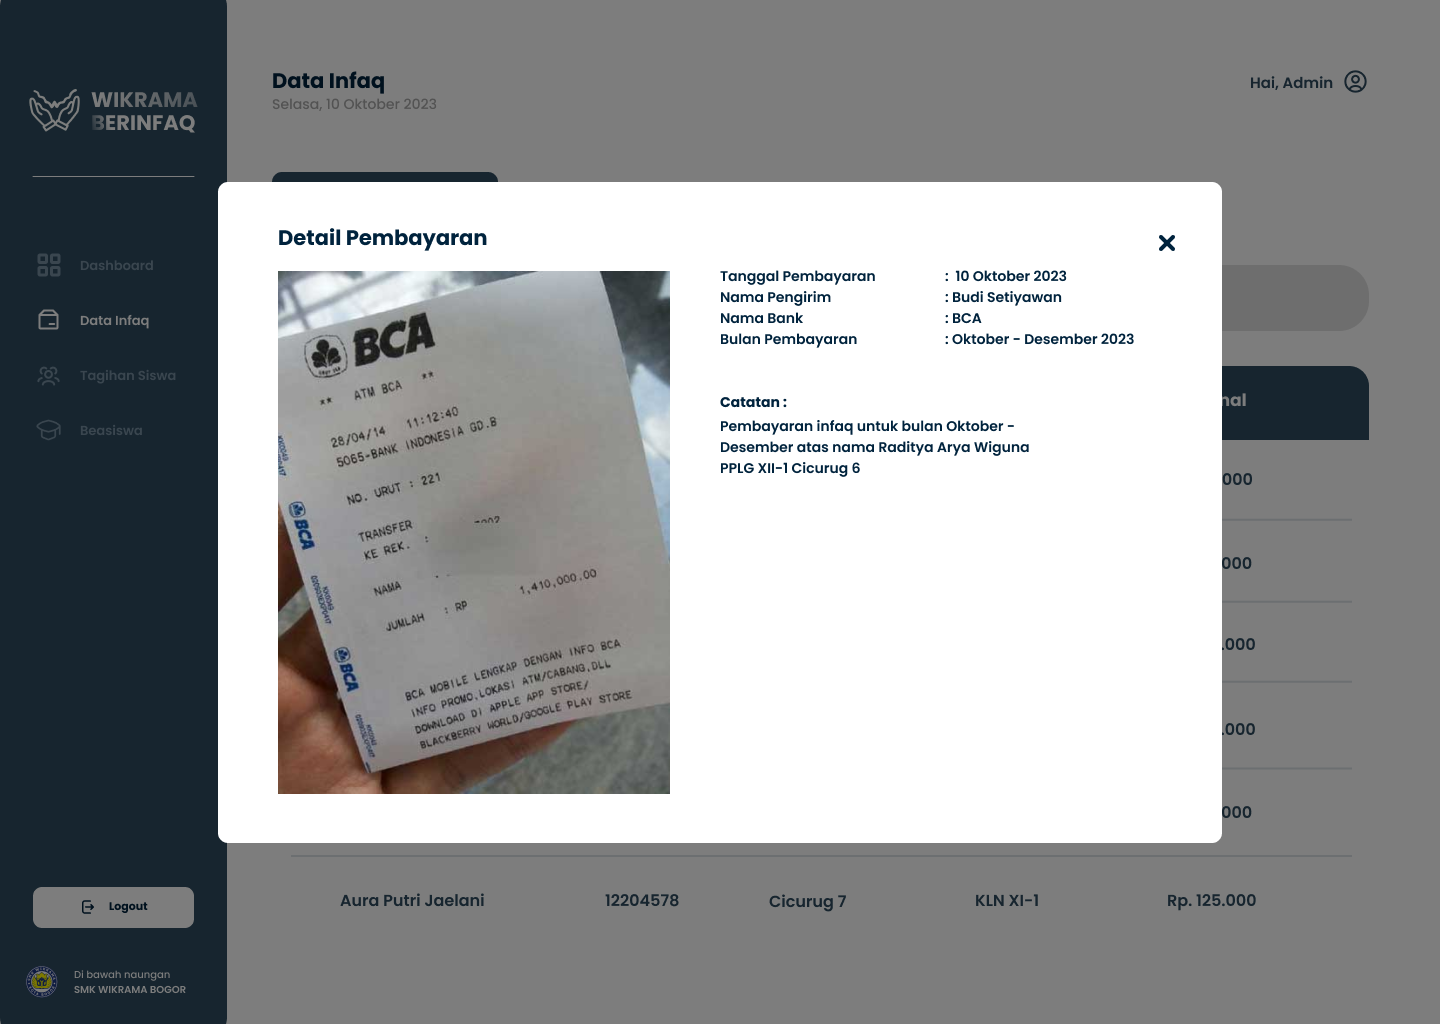 WIKRAMA
BERINFAQ
Dashboard
Data Infaq
Tagihan Siswa
Beasiswa
Logout
Di bawah naungan
SMK WIKRAMA BOGOR
Data Infaq
Selasa, 10 Oktober 2023
Hai, Admin
Detail Pembayaran
BCA
** ATM BCA **
28/04/14 11:12:40
5065-BANK INDONESIA GD.B
NO. URUT : 221
TRANSFER
KE REK. :
NAMA
JUMLAH : RP 1,410,000.00
BCA MOBILE LENGKAP DENGAN INFO BCA
INFO PROMO,LOKASI ATM/CABANG,DLL
DOWNLOAD DI APPLE APP STORE/
BLACKBERRY WORLD/GOOGLE PLAY STORE
BCA
BCA
Tanggal Pembayaran : 10 Oktober 2023
Nama Pengirim : Budi Setiyawan
Nama Bank : BCA
Bulan Pembayaran : Oktober - Desember 2023
Catatan :
Pembayaran infaq untuk bulan Oktober -
Desember atas nama Raditya Arya Wiguna
PPLG XII-1 Cicurug 6
nal
000
000
.000
.000
000
Aura Putri Jaelani 12204578 Cicurug 7 KLN XI-1 Rp. 125.000